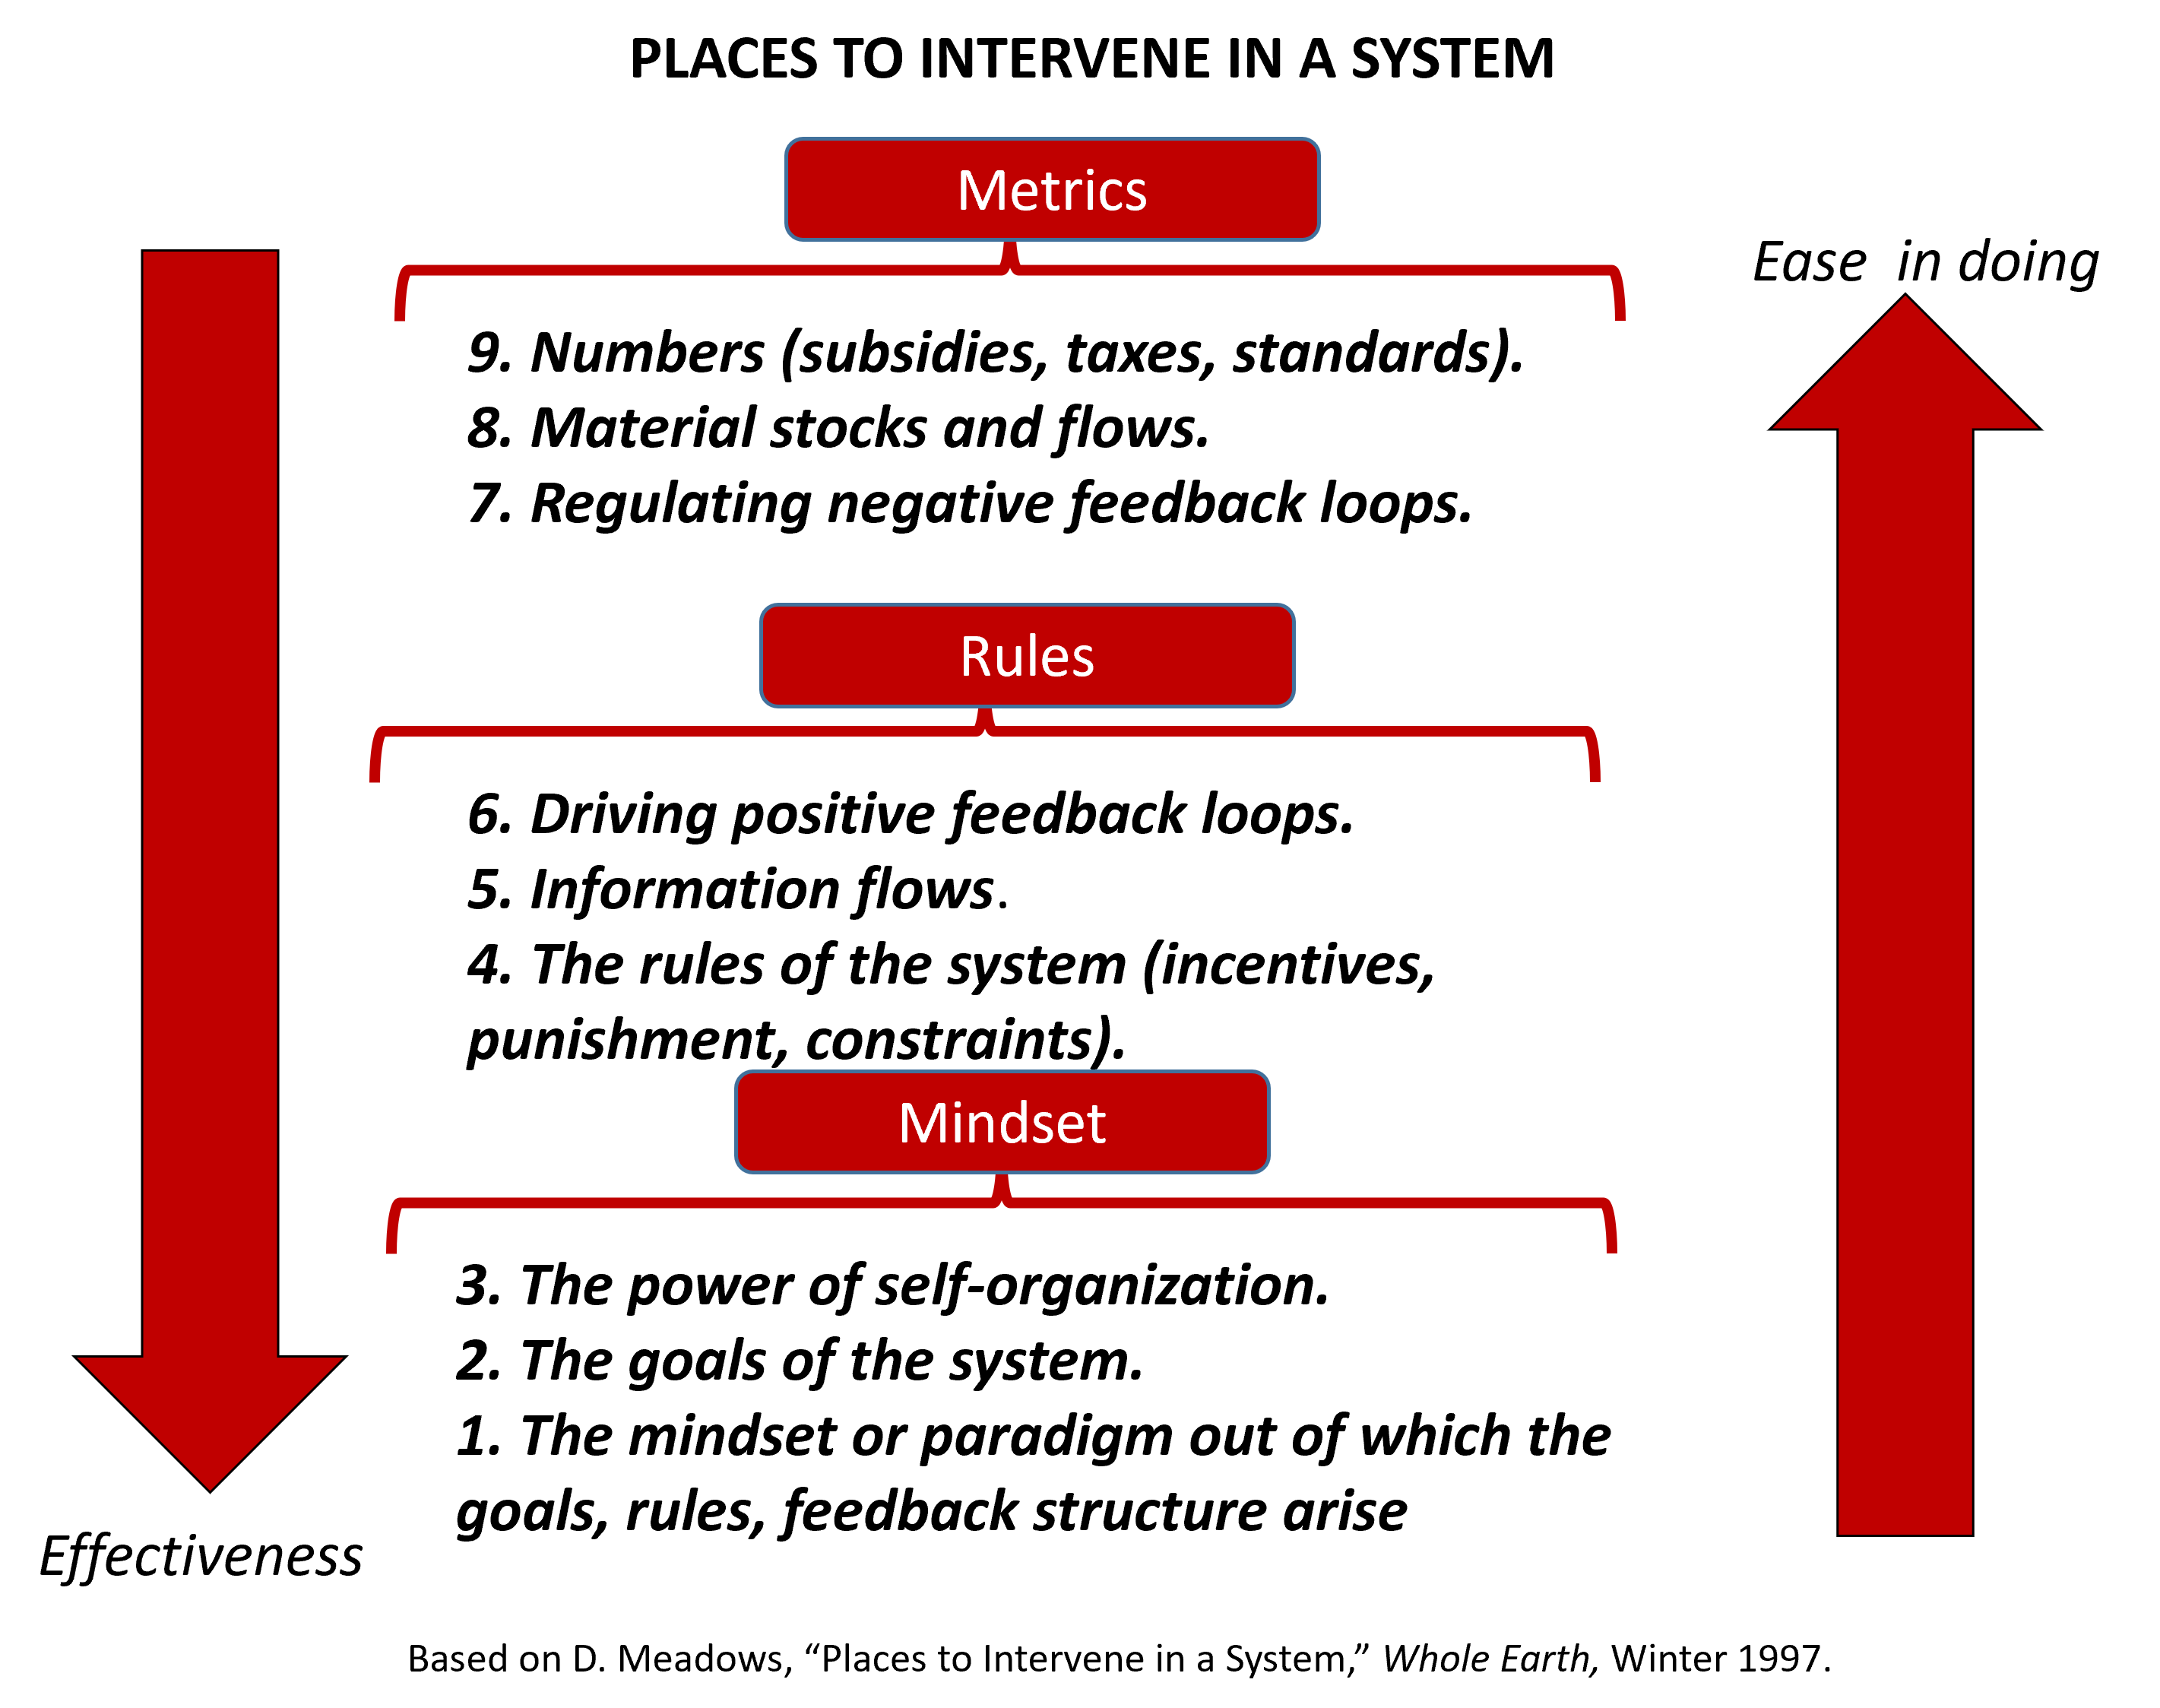 PLACES TO INTERVENE IN A SYSTEM
Metrics
Ease in doing
9. Numbers (subsidies, taxes, standards).
8. Material stocks and flows.
7. Regulating negative feedback loops.
Rules
6. Driving positive feedback loops.
5. Information flows.
4. The rules of the system (incentives,
punishment, constraints).
Mindset
3. The power of self-organization.
2. The goals of the system.
1. The mindset or paradigm out of which the
goals, rules, feedback structure arise
Effectiveness
Based on D. Meadows, “Places to Intervene in a System,” Whole Earth, Winter 1997.